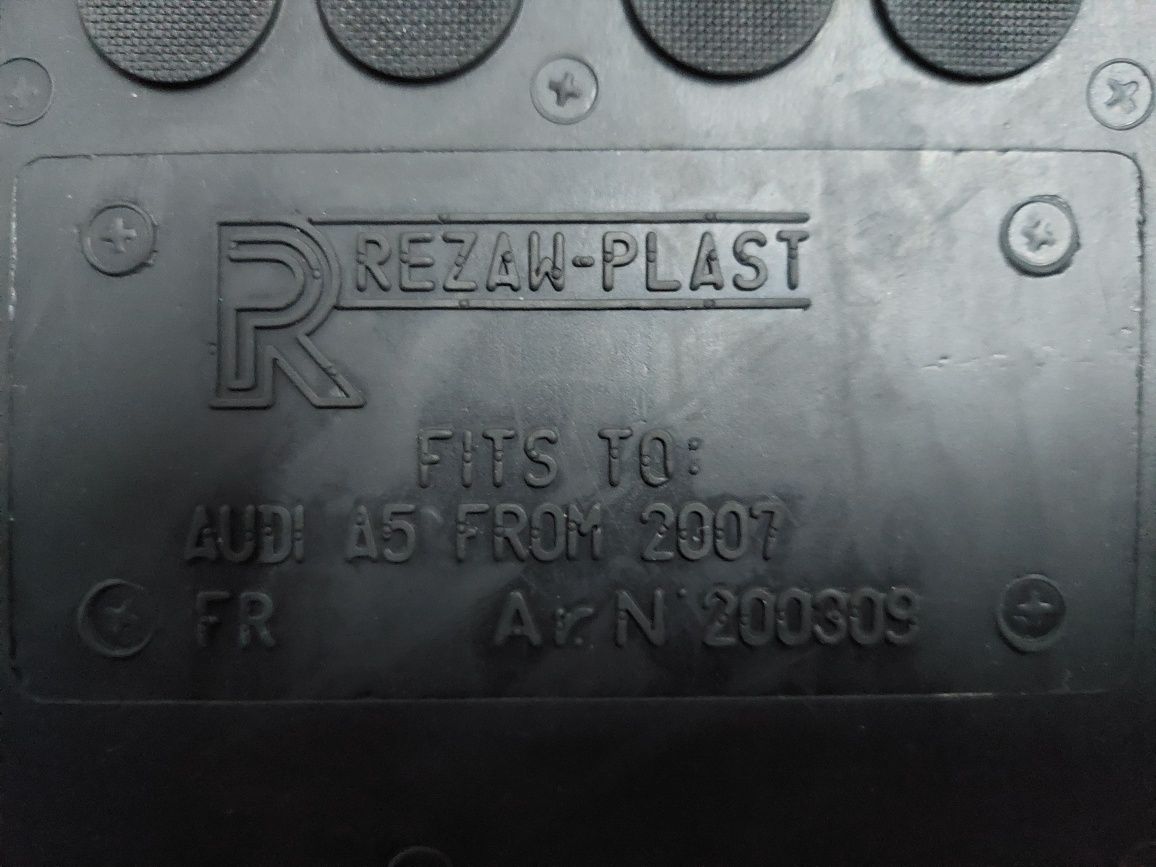 REZAW-PLAST
FITS TO:
AUDI A5 FROM 2007
FR ArN 200309